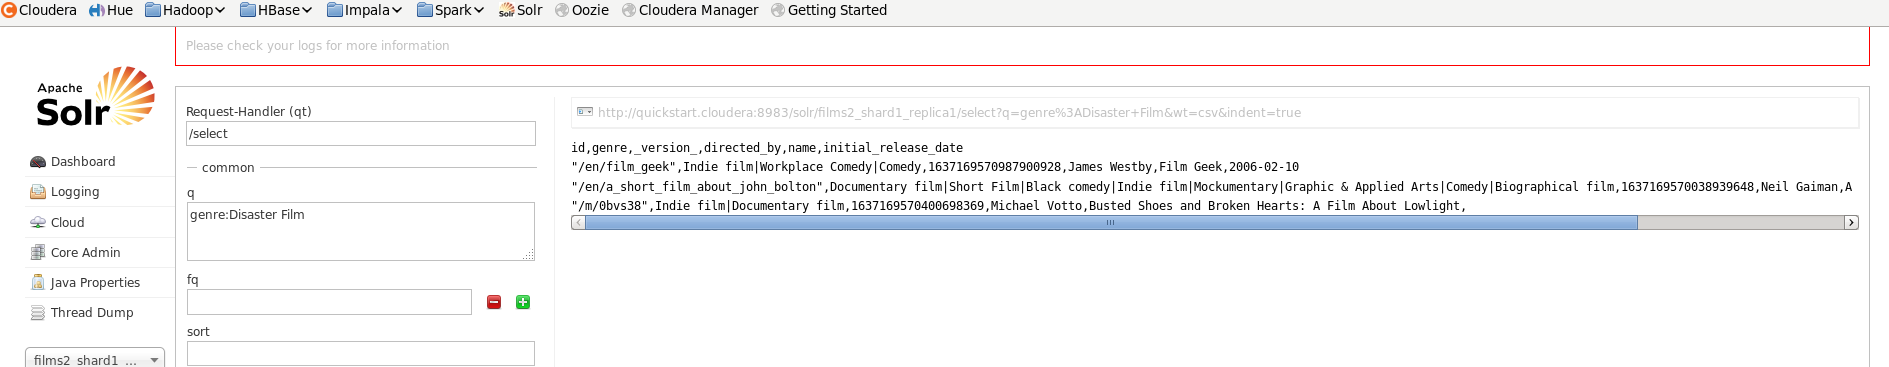 Cloudera Hue Hadoop HBase Impala Spark Solr Oozie Cloudera Manager Getting Started
Please check your logs for more information
Apache
Solr
Dashboard
Logging
Cloud
Core Admin
Java Properties
Thread Dump
films2_shard1_...
Request-Handler (qt)
/select
common
q
genre:Disaster Film
fq
sort
http://quickstart.cloudera:8983/solr/films2_shard1_replica1/select?q=genre%3ADisaster+Film&wt=csv&indent=true
id,genre,_version_,directed_by,name,initial_release_date
"/en/film_geek",Indie film|Workplace Comedy|Comedy,1637169570987900928,James Westby,Film Geek,2006-02-10
"/en/a_short_film_about_john_bolton",Documentary film|Short Film|Black comedy|Indie film|Mockumentary|Graphic & Applied Arts|Comedy|Biographical film,1637169570038939648,Neil Gaiman,A
"/m/0bvs38",Indie film|Documentary film,1637169570400698369,Michael Votto,Busted Shoes and Broken Hearts: A Film About Lowlight,